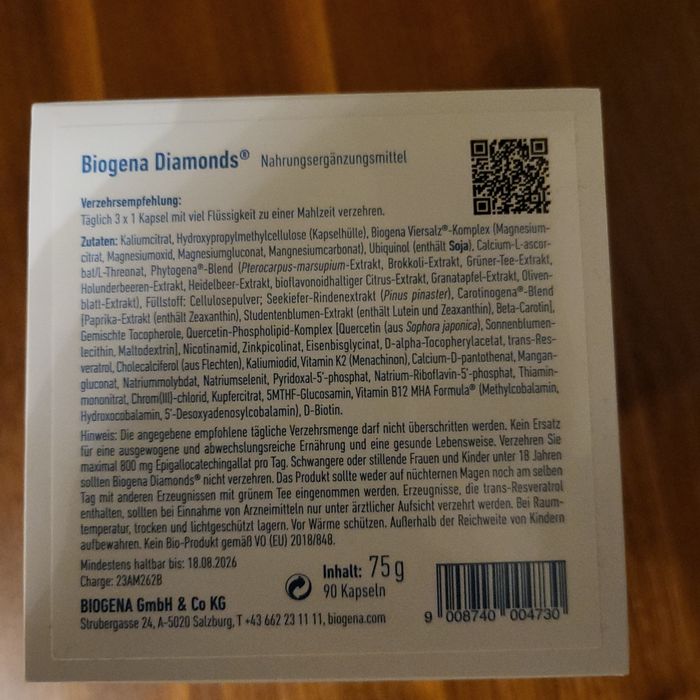 Biogena Diamonds® Nahrungsergänzungsmittel
Verzehrsempfehlung:
Täglich 3 x 1 Kapsel mit viel Flüssigkeit zu einer Mahlzeit verzehren.
Zutaten: Kaliumcitrat, Hydroxypropylmethylcellulose (Kapselhülle), Biogena Viersalz®-Komplex (Magnesium-
citrat, Magnesiumoxid, Magnesiumgluconat, Mangnesiumcarbonat), Ubiquinol (enthält Soja), Calcium-L-ascor-
bat/L-Threonat, Phytogena®-Blend (Pterocarpus-marsupium-Extrakt, Brokkoli-Extrakt, Grüner-Tee-Extrakt,
Holunderbeeren-Extrakt, Heidelbeer-Extrakt, bioflavonoidhaltiger Citrus-Extrakt, Granatapfel-Extrakt, Oliven-
blatt-Extrakt), Füllstoff: Cellulosepulver; Seekiefer-Rindenextrakt (Pinus pinaster), Carotinogena®-Blend
[Paprika-Extrakt (enthält Zeaxanthin), Studentenblumen-Extrakt (enthält Lutein und Zeaxanthin), Beta-Carotin],
Gemischte Tocopherole, Quercetin-Phospholipid-Komplex [Quercetin (aus Sophora japonica), Sonnenblumen-
lecithin, Maltodextrin], Nicotinamid, Zinkpicolinat, Eisenbisglycinat, D-alpha-Tocopherylacetat, trans-Res-
veratrol, Cholecalciferol (aus Flechten), Kaliumiodid, Vitamin K2 (Menachinon), Calcium-D-pantothenat, Mangan-
gluconat, Natriummolybdat, Natriumselenit, Pyridoxal-5'-phosphat, Natrium-Riboflavin-5'-phosphat, Thiamin-
mononitrat, Chrom(III)-chlorid, Kupfercitrat, 5MTHF-Glucosamin, Vitamin B12 MHA Formula® (Methylcobalamin,
Hydroxocobalamin, 5'-Desoxyadenosylcobalamin), D-Biotin.
Hinweis: Die angegebene empfohlene tägliche Verzehrsmenge darf nicht überschritten werden. Kein Ersatz
für eine ausgewogene und abwechslungsreiche Ernährung und eine gesunde Lebensweise. Verzehren Sie
maximal 800 mg Epigallocatechingallat pro Tag. Schwangere oder stillende Frauen und Kinder unter 18 Jahren
sollten Biogena Diamonds® nicht verzehren. Das Produkt sollte weder auf nüchternen Magen noch am selben
Tag mit anderen Erzeugnissen mit grünem Tee eingenommen werden. Erzeugnisse, die trans-Resveratrol
enthalten, sollten bei Einnahme von Arzneimitteln nur unter ärztlicher Aufsicht verzehrt werden. Bei Raum-
temperatur, trocken und lichtgeschützt lagern. Vor Wärme schützen. Außerhalb der Reichweite von Kindern
aufbewahren. Kein Bio-Produkt gemäß VO (EU) 2018/848.
Mindestens haltbar bis: 18.08.2026
Charge: 23AM262B
BIOGENA GmbH & Co KG
Strubergasse 24, A-5020 Salzburg, T +43 662 23 11 11, biogena.com
Inhalt: 75 g
90 Kapseln
9 008740 004730